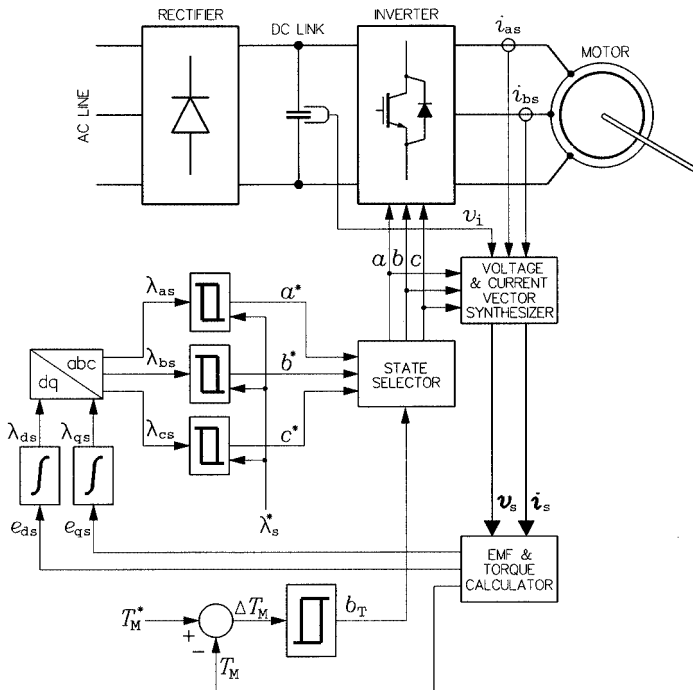 RECTIFIER
DC LINK
INVERTER
i_as
MOTOR
i_bs
AC LINE
v_i
a b c
VOLTAGE
& CURRENT
VECTOR
SYNTHESIZER
λ_as
a*
λ_bs
b*
λ_cs
c*
abc
dq
STATE
SELECTOR
λ_ds
λ_qs
e_ds
e_qs
λ*_s
v_s
i_s
EMF &
TORQUE
CALCULATOR
T*_M
+
−
ΔT_M
b_T
T_M